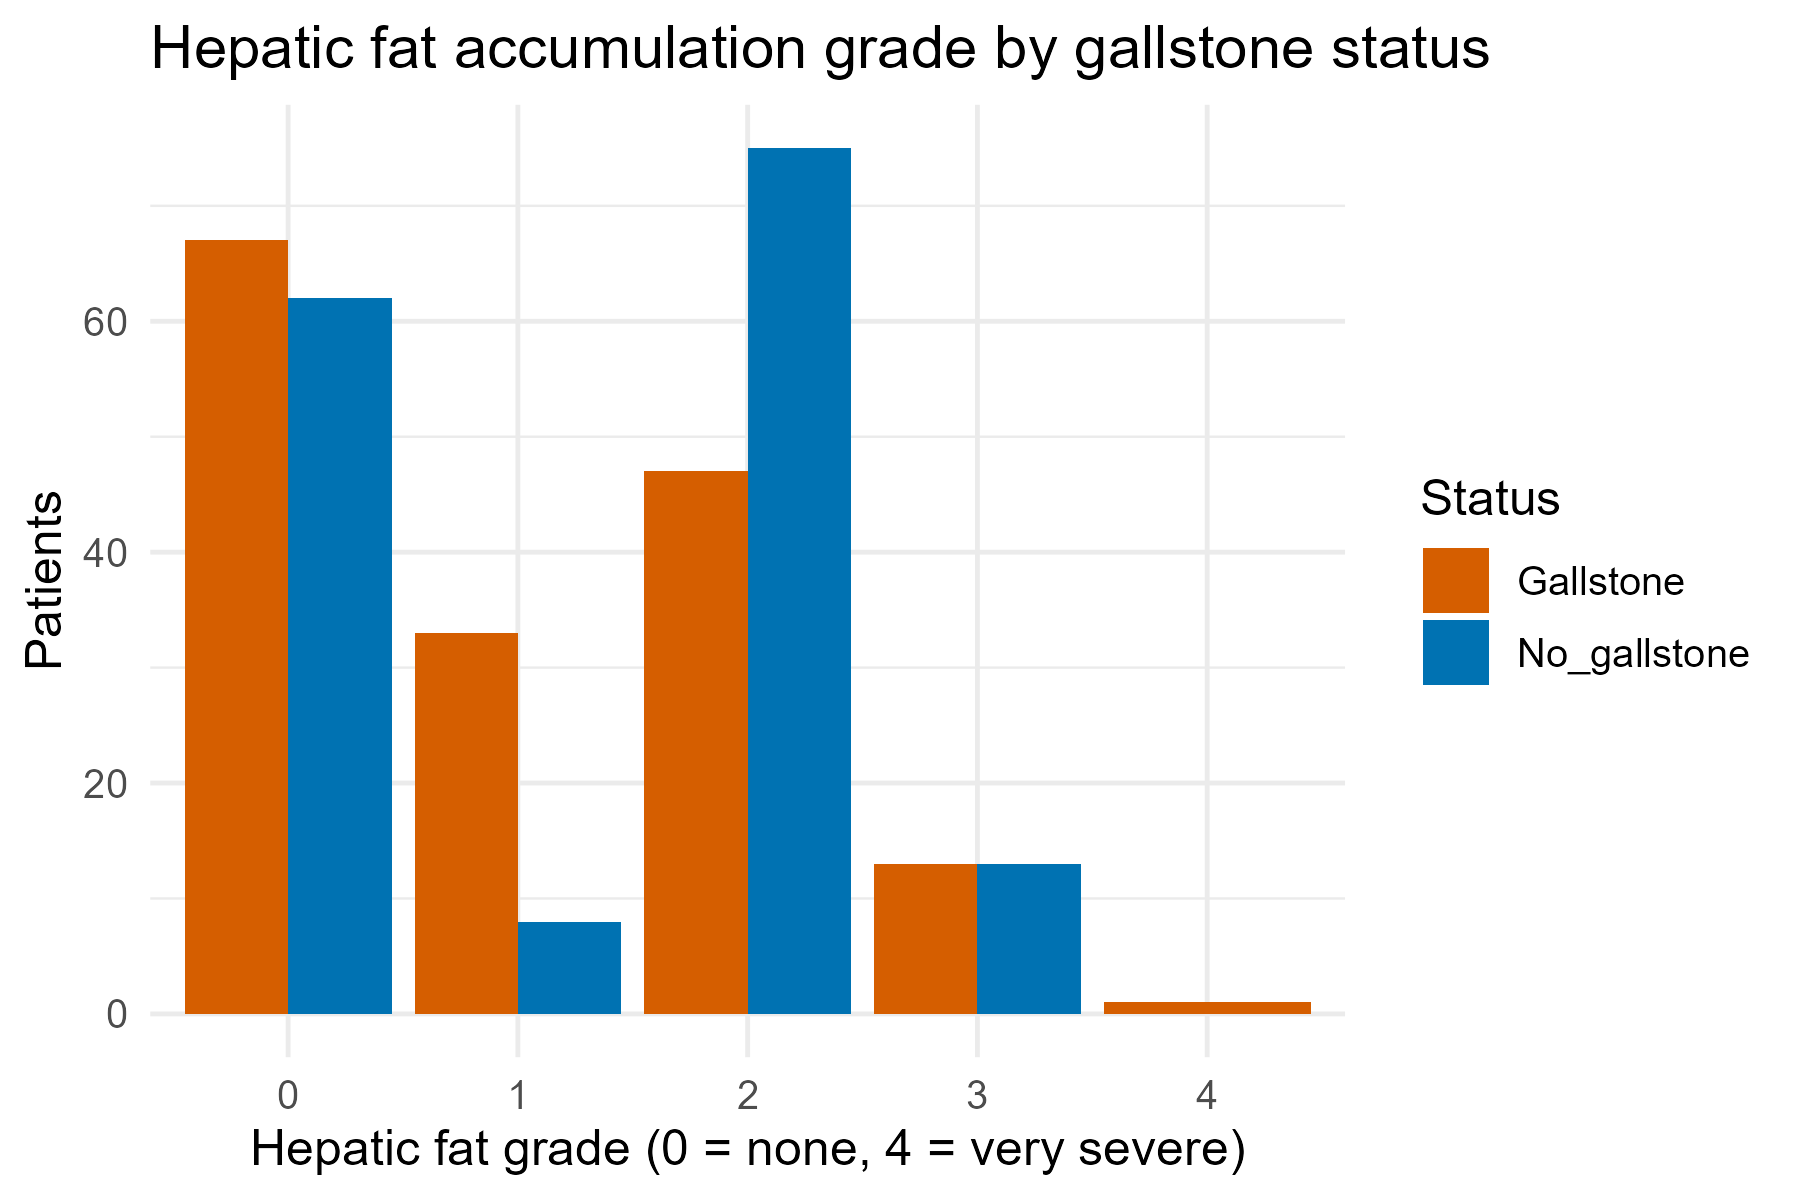 Hepatic fat accumulation grade by gallstone status
Patients
60
40
20
0
0 1 2 3 4
Hepatic fat grade (0 = none, 4 = very severe)
Status
Gallstone
No_gallstone